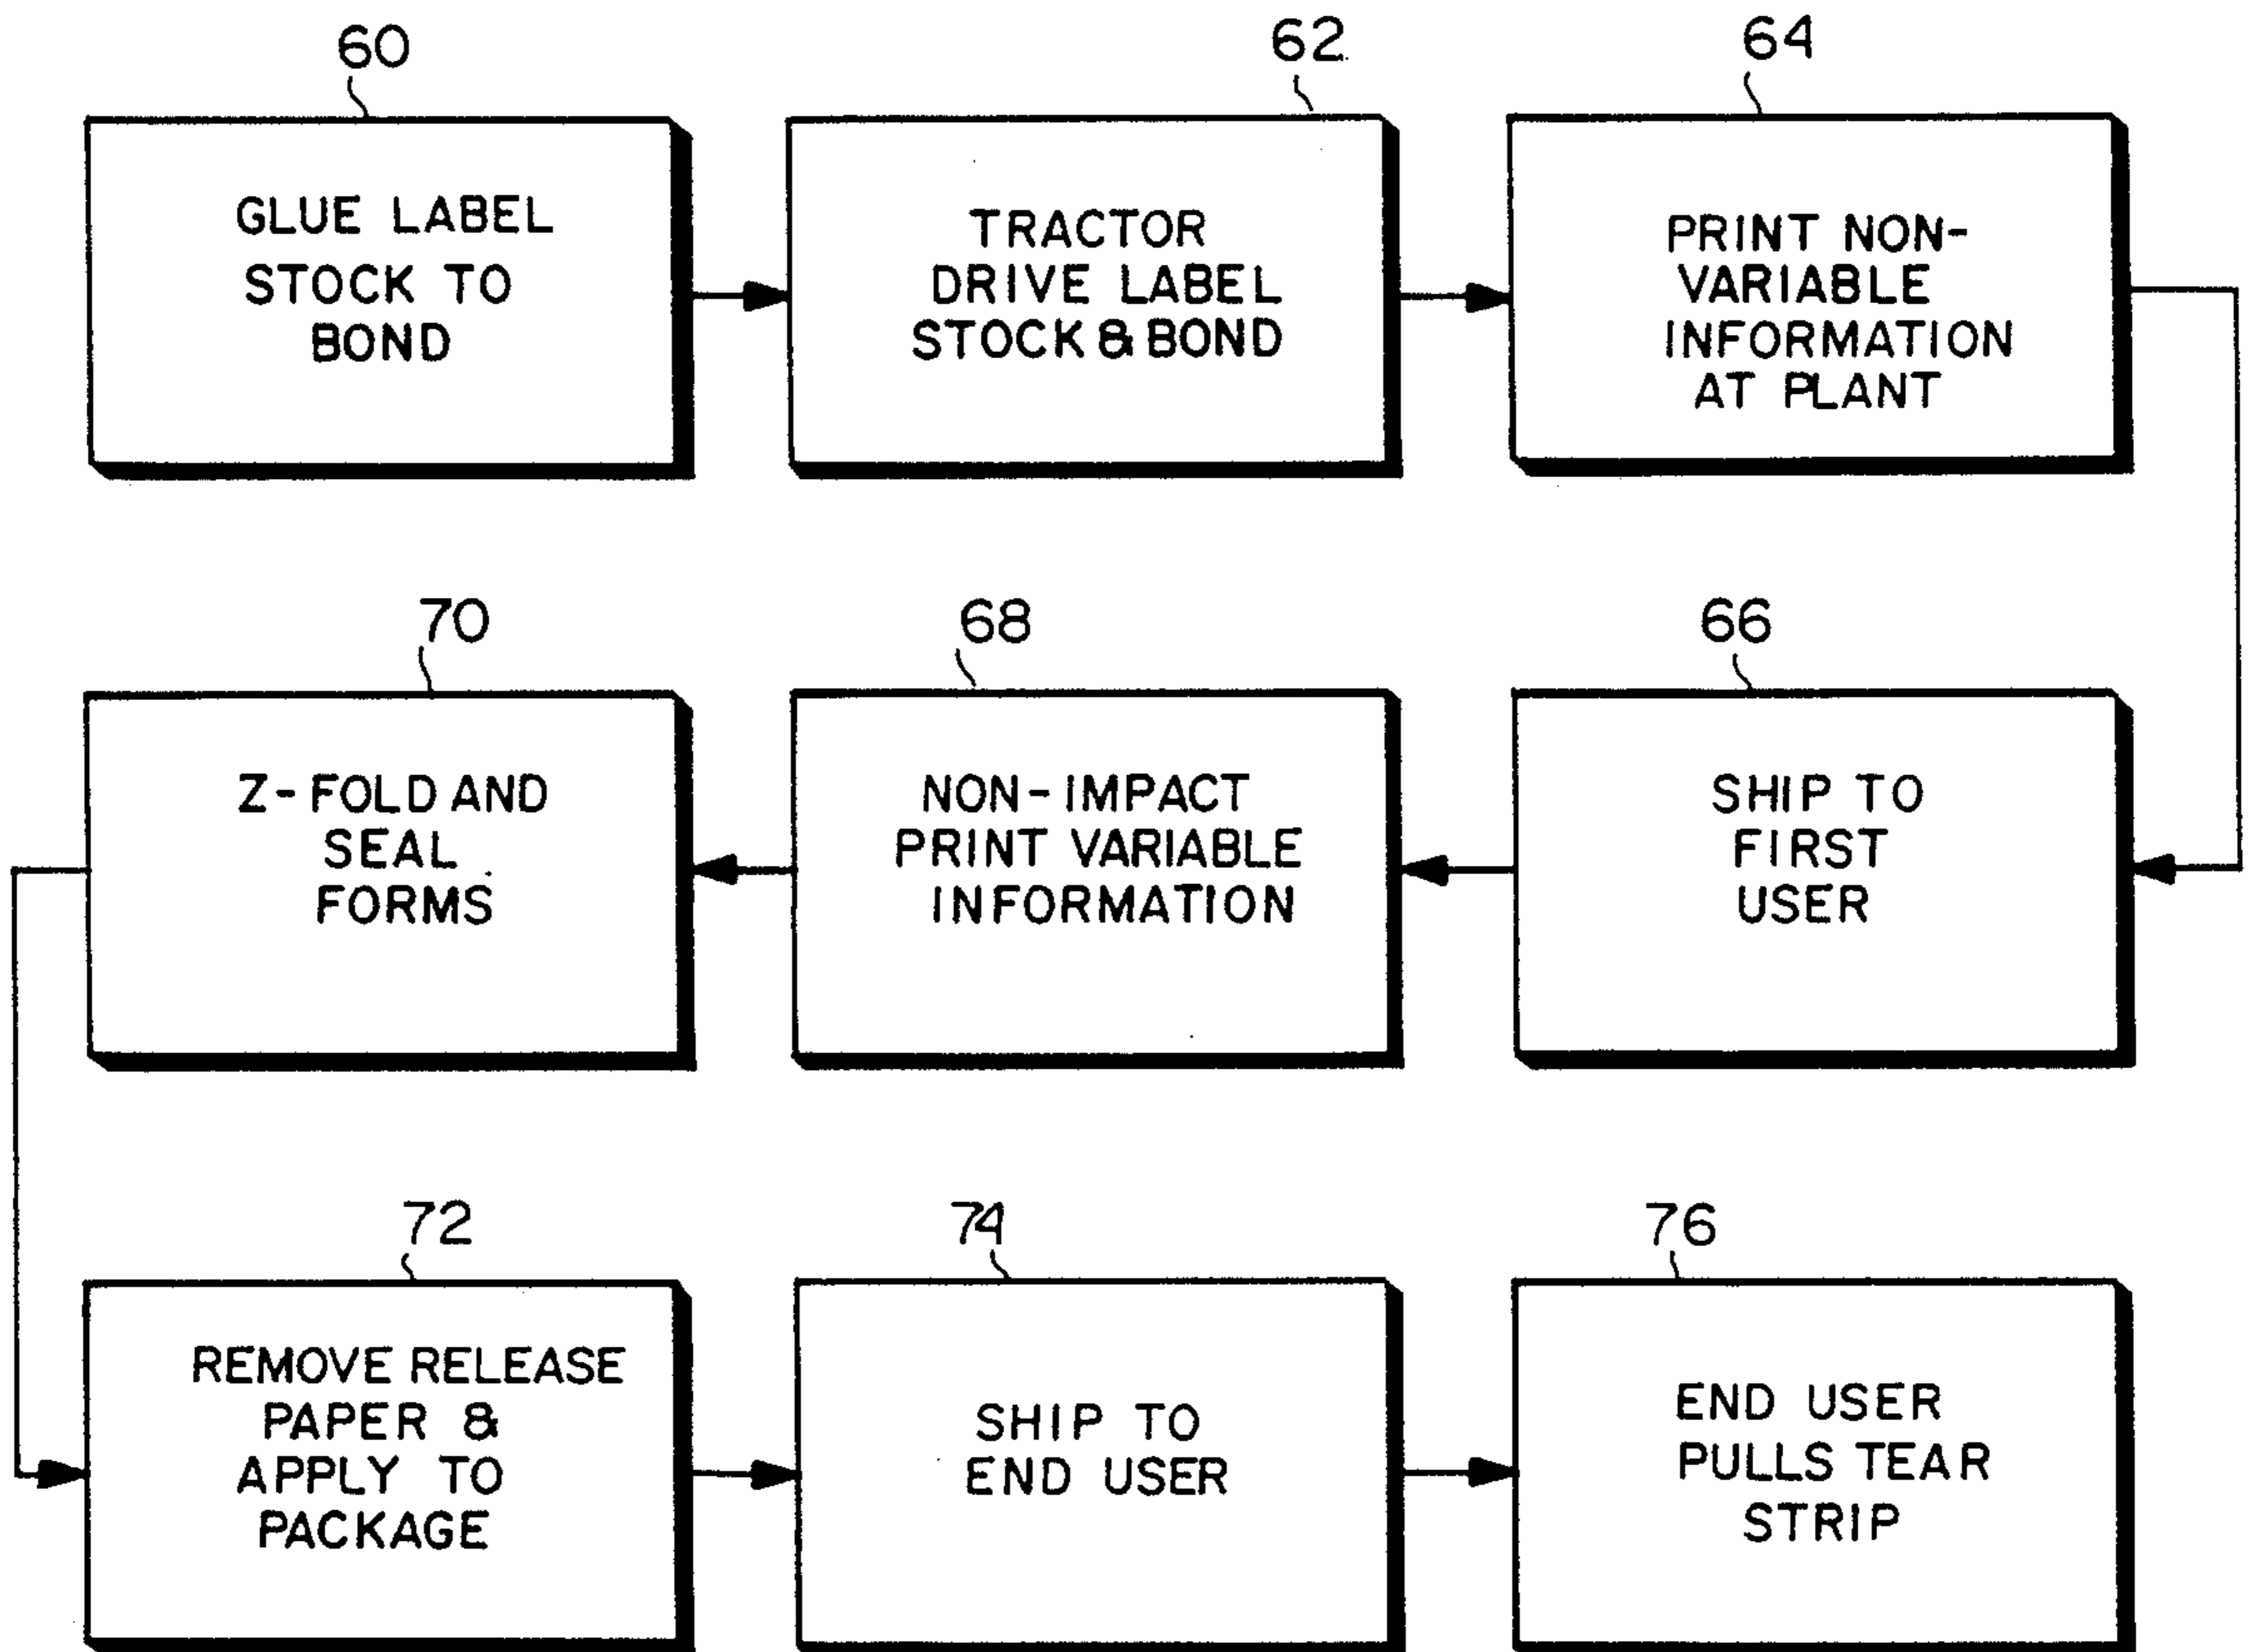 60
GLUE LABEL
STOCK TO
BOND
62
TRACTOR
DRIVE LABEL
STOCK & BOND
64
PRINT NON-
VARIABLE
INFORMATION
AT PLANT
66
SHIP TO
FIRST
USER
68
NON-IMPACT
PRINT VARIABLE
INFORMATION
70
Z-FOLD AND
SEAL
FORMS
72
REMOVE RELEASE
PAPER &
APPLY TO
PACKAGE
74
SHIP TO
END USER
76
END USER
PULLS TEAR
STRIP